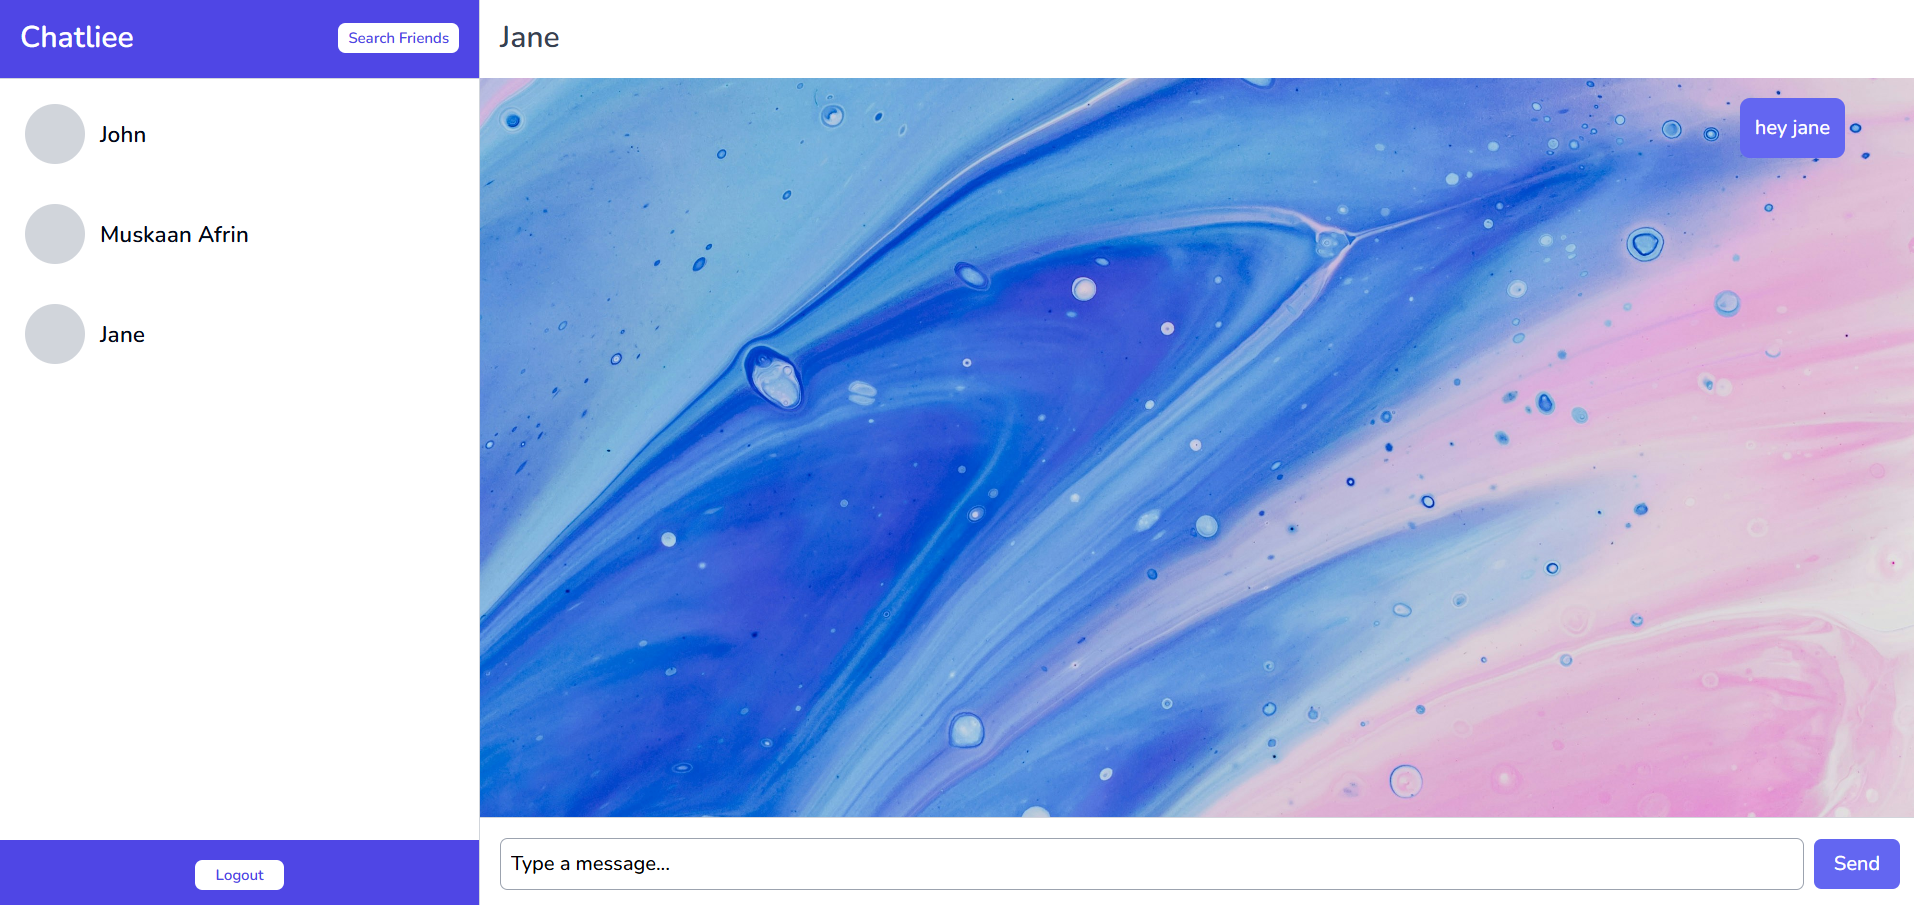 Chatliee
Search Friends
John
Muskaan Afrin
Jane
Logout
Jane
hey jane
Type a message...
Send